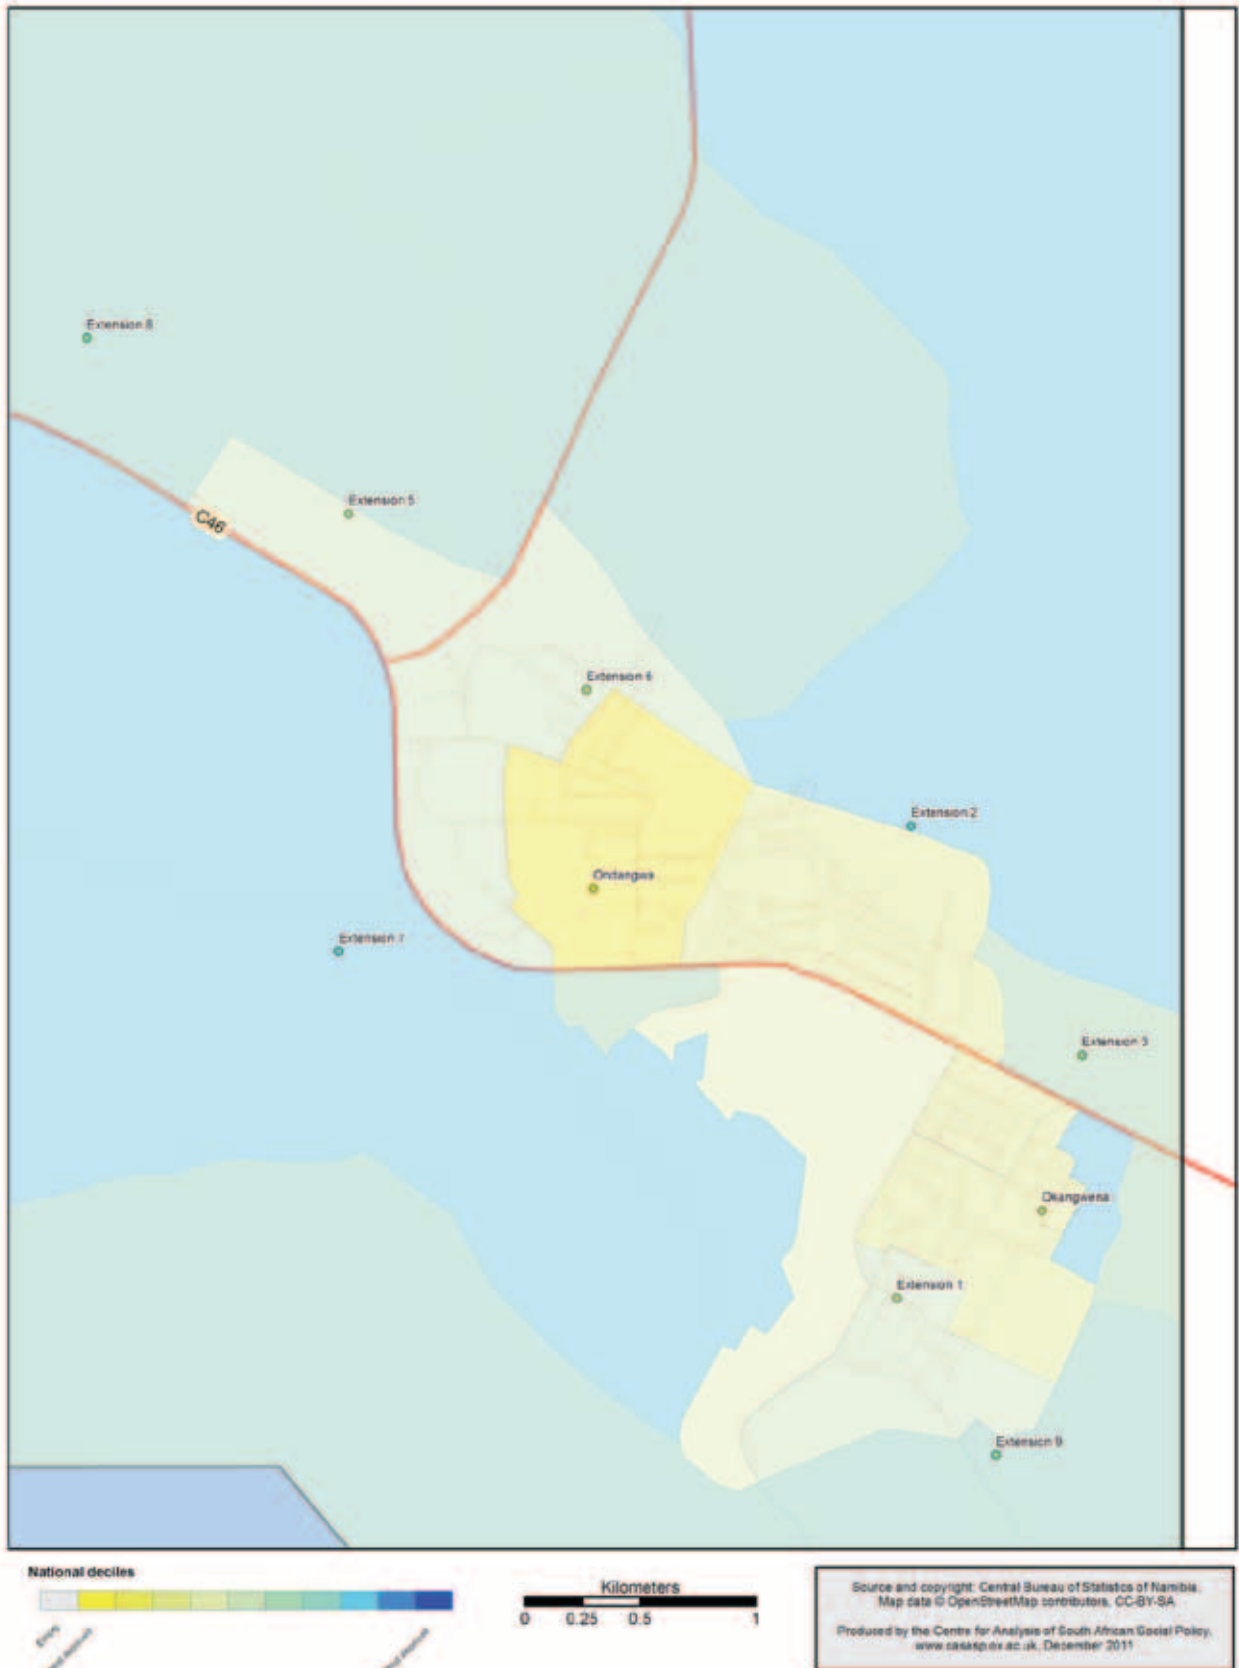 Extension 8
Extension 5
C46
Extension 6
Extension 2
Ondangwa
Extension 7
Extension 3
Okangwena
Extension 1
Extension 9
National deciles
Kilometers
0 0.25 0.5 1
Source and copyright: Central Bureau of Statistics of Namibia.
Map data © OpenStreetMap contributors, CC-BY-SA
Produced by the Centre for Analysis of South African Social Policy,
www.casasp.ox.ac.uk, December 2011